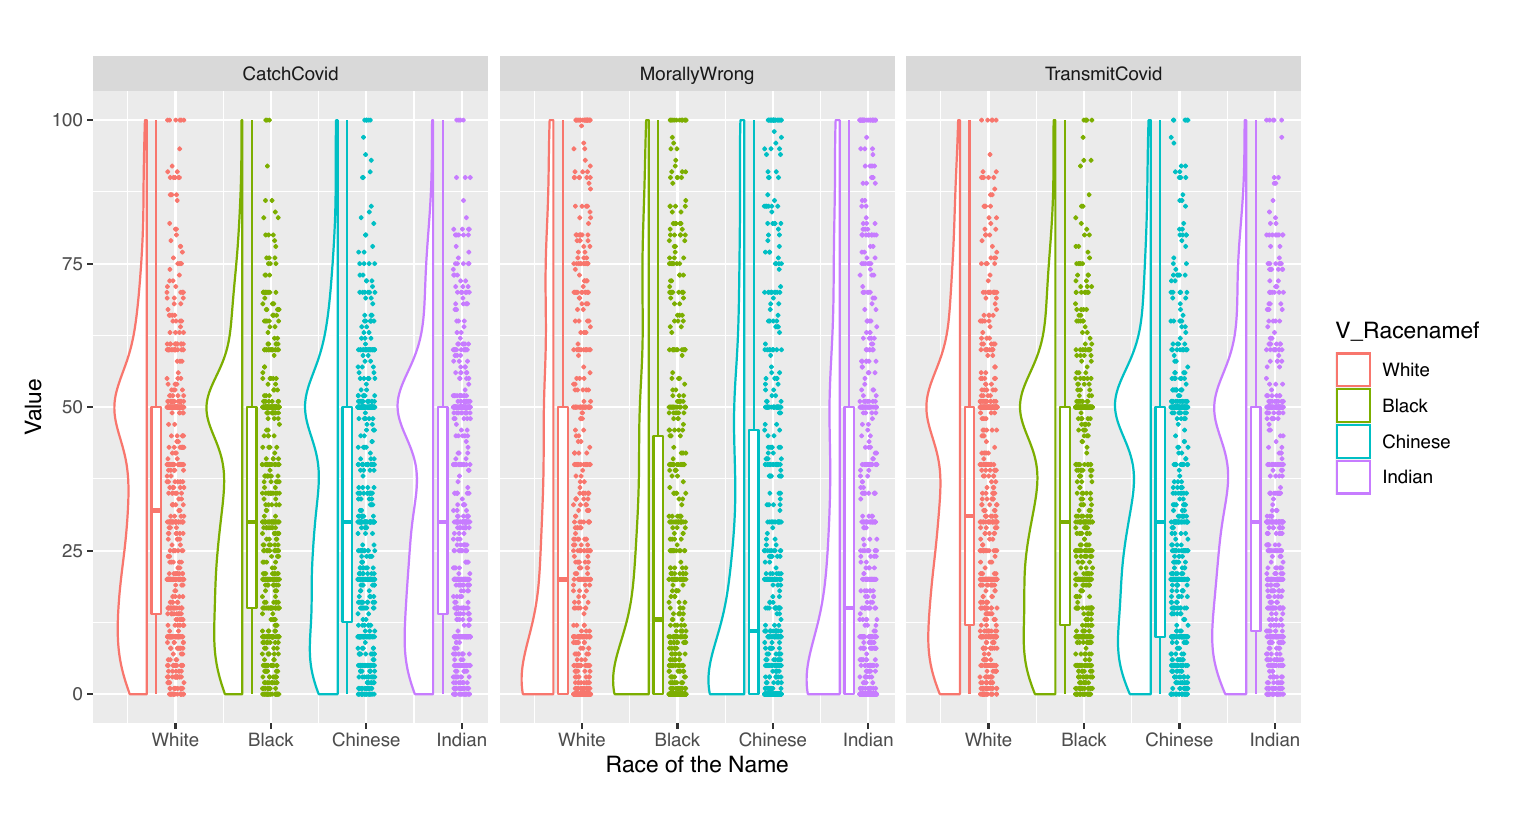 CatchCovid MorallyWrong TransmitCovid
100
75
50
25
0
Value
White Black Chinese Indian White Black Chinese Indian White Black Chinese Indian
Race of the Name
V_Racenamef
White
Black
Chinese
Indian